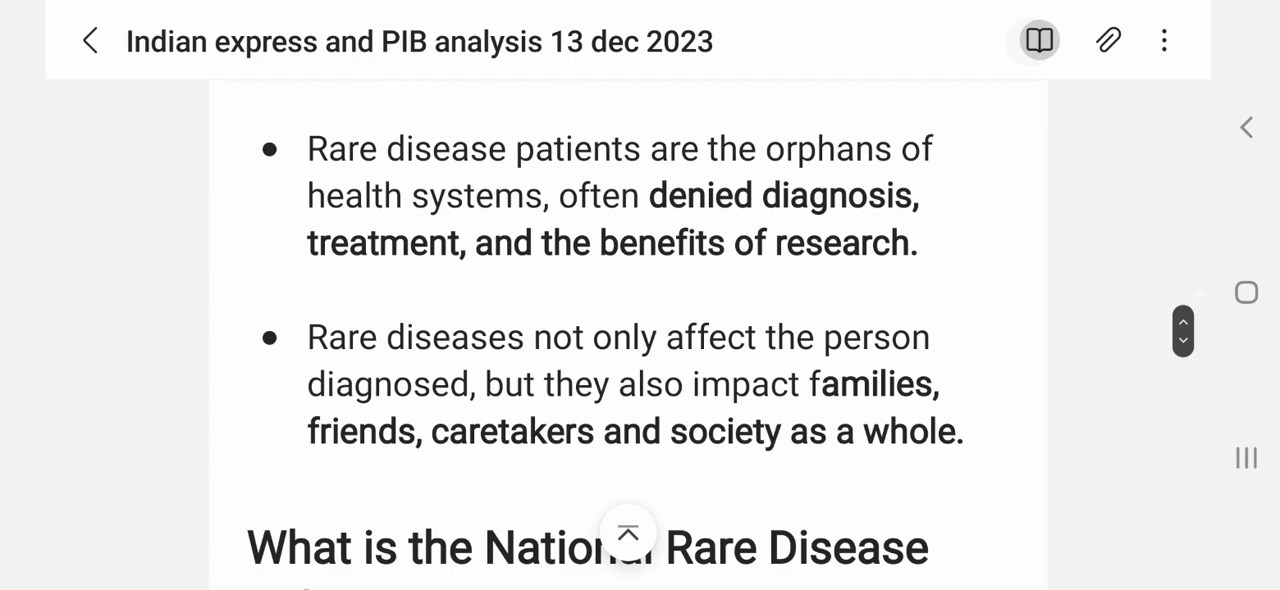 Indian express and PIB analysis 13 dec 2023
Rare disease patients are the orphans of
health systems, often denied diagnosis,
treatment, and the benefits of research.
Rare diseases not only affect the person
diagnosed, but they also impact families,
friends, caretakers and society as a whole.
What is the National Rare Disease